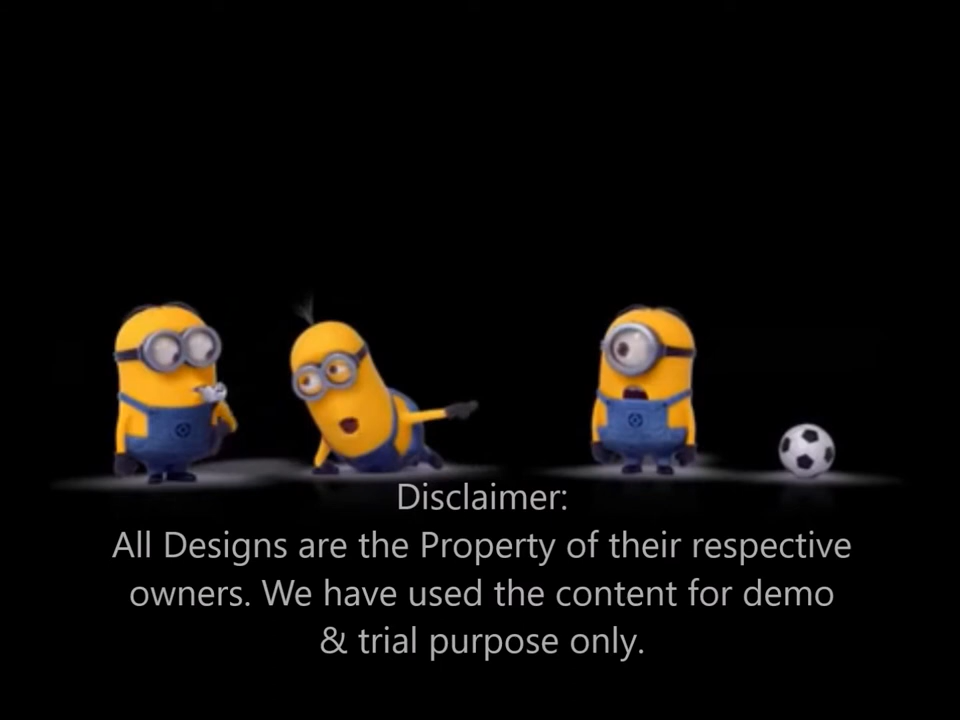 Disclaimer:
All Designs are the Property of their respective
owners. We have used the content for demo
& trial purpose only.